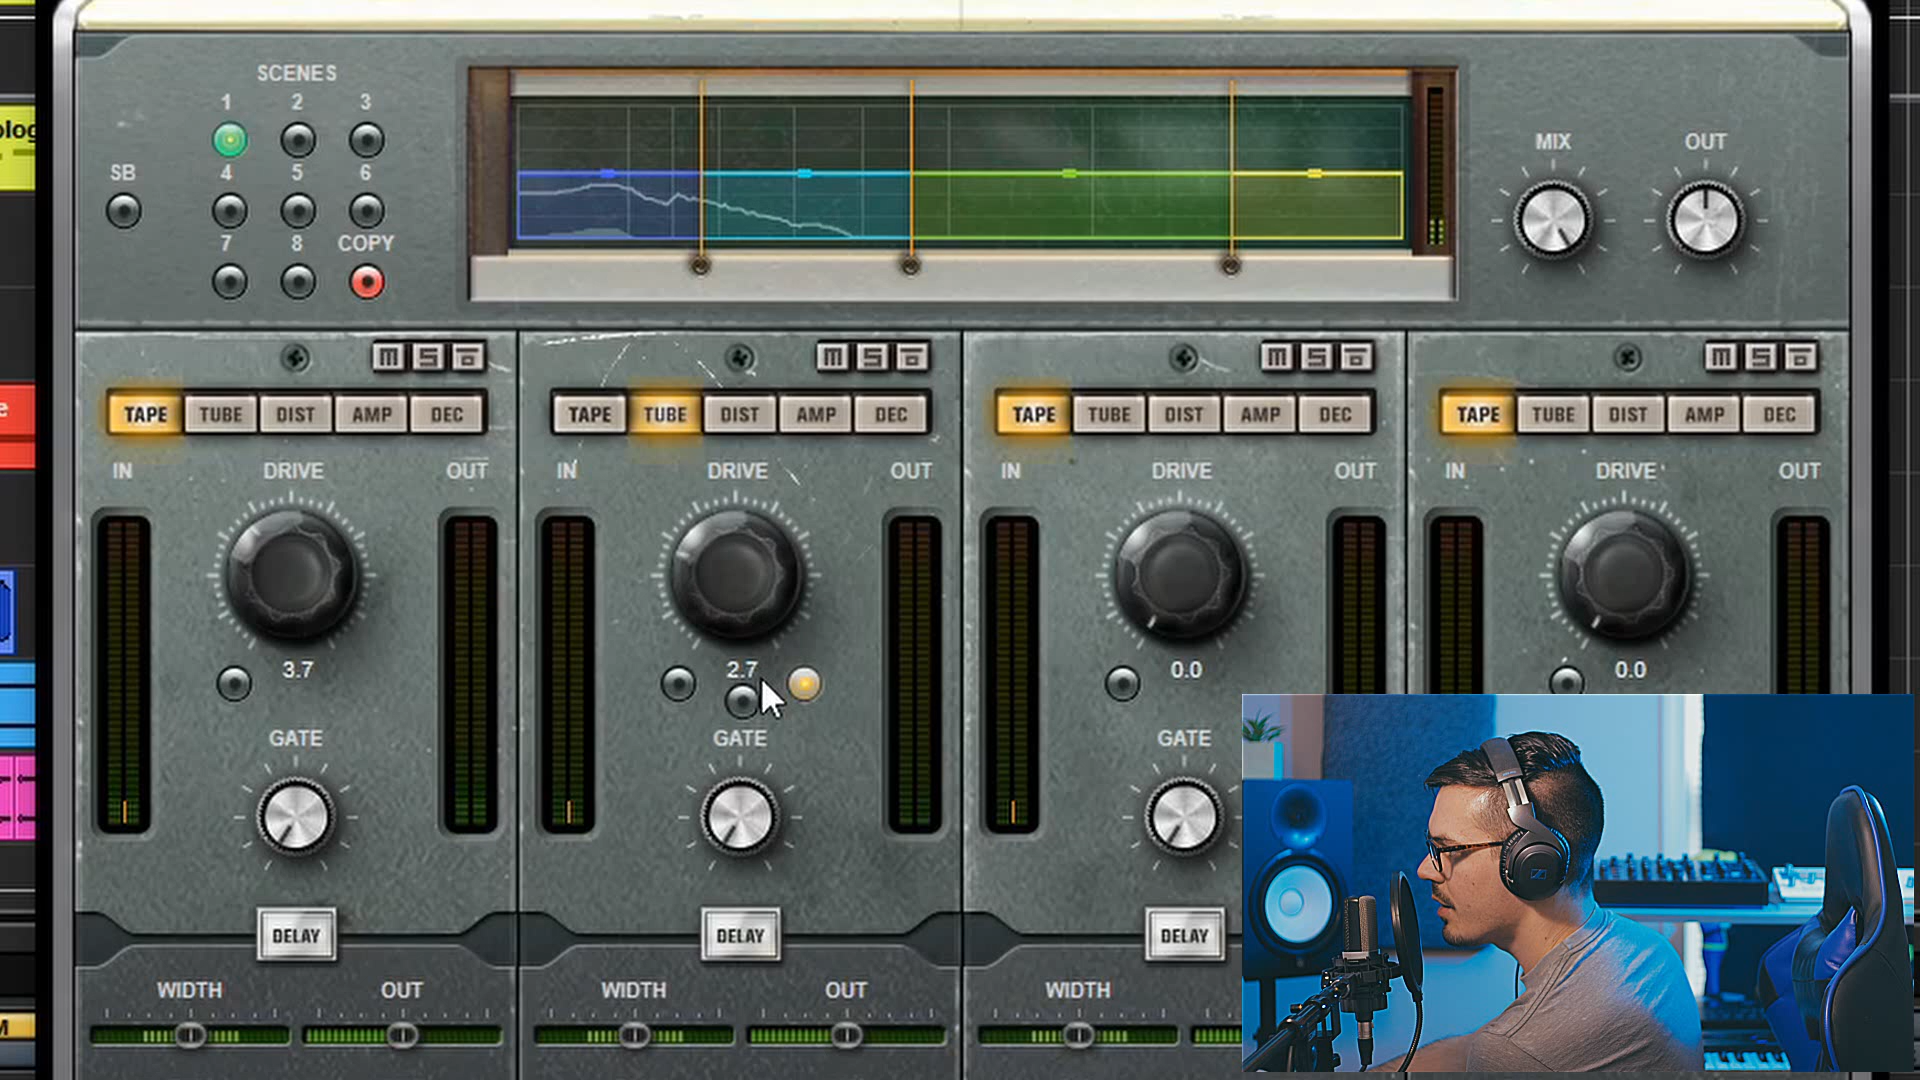 SCENES
1 2 3
SB 4 5 6
7 8 COPY
MIX OUT
M S M S M S M S
TAPE TUBE DIST AMP DEC TAPE TUBE DIST AMP DEC TAPE TUBE DIST AMP DEC TAPE TUBE DIST AMP DEC
IN DRIVE OUT IN DRIVE OUT IN DRIVE OUT IN DRIVE OUT
3.7 2.7 0.0 0.0
GATE GATE GATE
DELAY DELAY DELAY
WIDTH OUT WIDTH OUT WIDTH